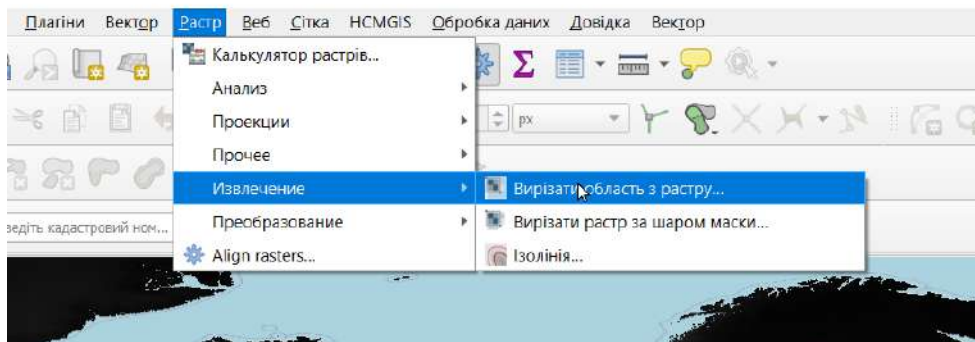 Плагіни Вектор Растр Веб Сітка HCMGIS Обробка даних Довідка Вектор
Калькулятор растрів...
Анализ
Проекции
px
Прочее
Извлечение
Вирізати область з растру...
ведіть кадастровий ном...
Преобразование
Вирізати растр за шаром маски...
Align rasters...
Ізолінія...